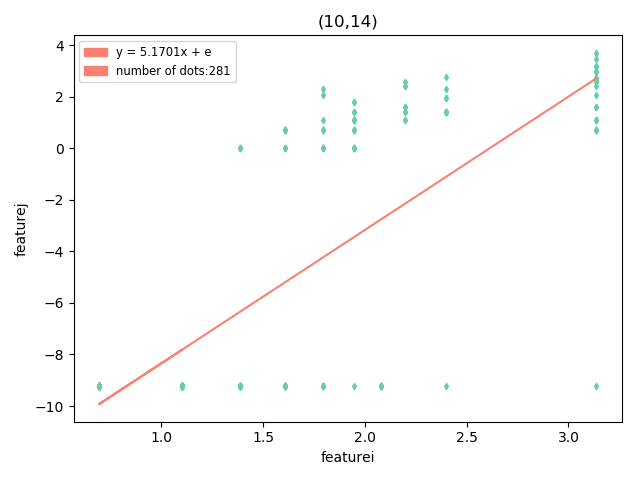 (10,14)
y = 5.1701x + e
number of dots:281
4
2
0
−2
−4
−6
−8
−10
featurej
1.0 1.5 2.0 2.5 3.0
featurei